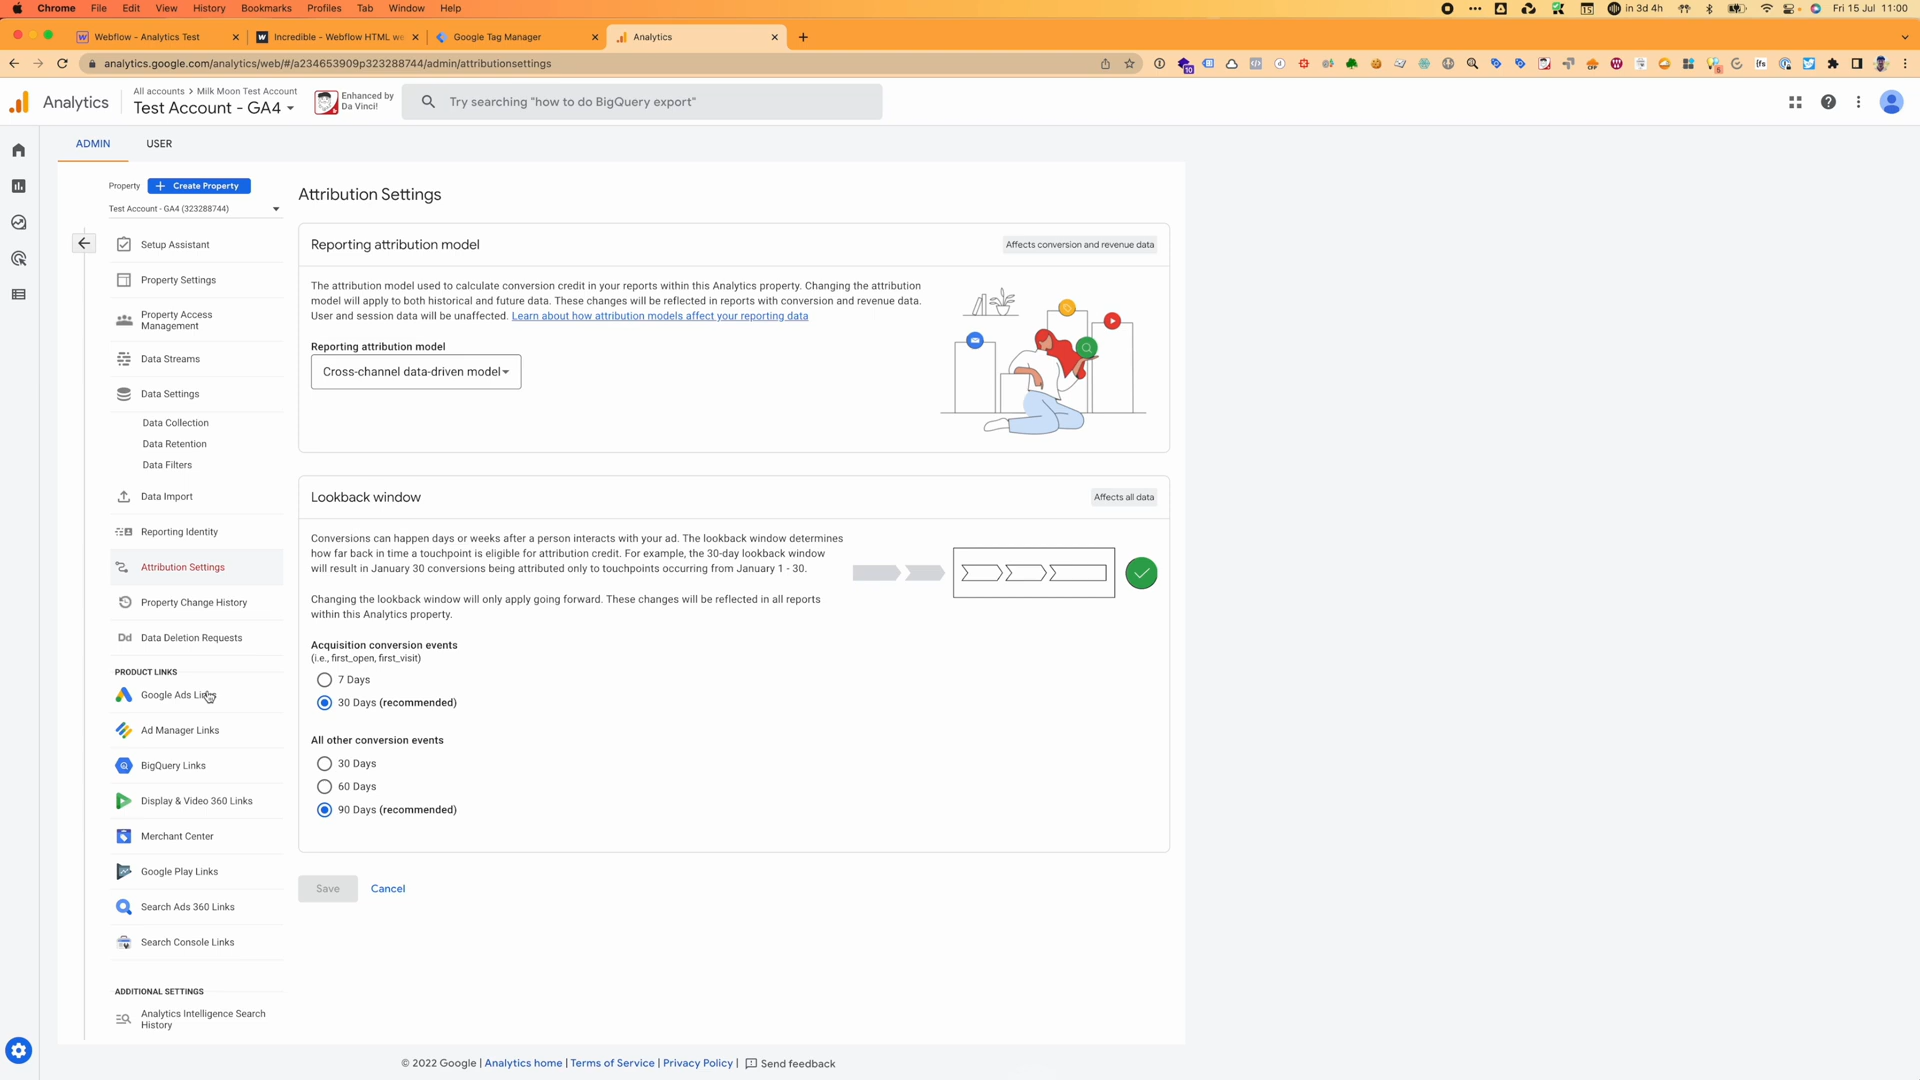 Chrome File Edit View History Bookmarks Profiles Tab Window Help
in 3d 4h Fri 15 Jul 11:00
Webflow - Analytics Test
Incredible - Webflow HTML we
Google Tag Manager
Analytics
analytics.google.com/analytics/web/#/a234653909p323288744/admin/attributionsettings
Analytics
All accounts > Milk Moon Test Account
Test Account - GA4
Enhanced by
Da Vinci!
Try searching "how to do BigQuery export"
ADMIN
USER
Property
Create Property
Test Account - GA4 (323288744)
Setup Assistant
Property Settings
Property Access
Management
Data Streams
Data Settings
Data Collection
Data Retention
Data Filters
Data Import
Reporting Identity
Attribution Settings
Property Change History
Dd Data Deletion Requests
PRODUCT LINKS
Google Ads Links
Ad Manager Links
BigQuery Links
Display & Video 360 Links
Merchant Center
Google Play Links
Search Ads 360 Links
Search Console Links
ADDITIONAL SETTINGS
Analytics Intelligence Search
History
Attribution Settings
Reporting attribution model
Affects conversion and revenue data
The attribution model used to calculate conversion credit in your reports within this Analytics property. Changing the attribution
model will apply to both historical and future data. These changes will be reflected in reports with conversion and revenue data.
User and session data will be unaffected. Learn about how attribution models affect your reporting data
Reporting attribution model
Cross-channel data-driven model
Lookback window
Affects all data
Conversions can happen days or weeks after a person interacts with your ad. The lookback window determines
how far back in time a touchpoint is eligible for attribution credit. For example, the 30-day lookback window
will result in January 30 conversions being attributed only to touchpoints occurring from January 1 - 30.
Changing the lookback window will only apply going forward. These changes will be reflected in all reports
within this Analytics property.
Acquisition conversion events
(i.e., first_open, first_visit)
7 Days
30 Days (recommended)
All other conversion events
30 Days
60 Days
90 Days (recommended)
Save
Cancel
© 2022 Google | Analytics home | Terms of Service | Privacy Policy | Send feedback